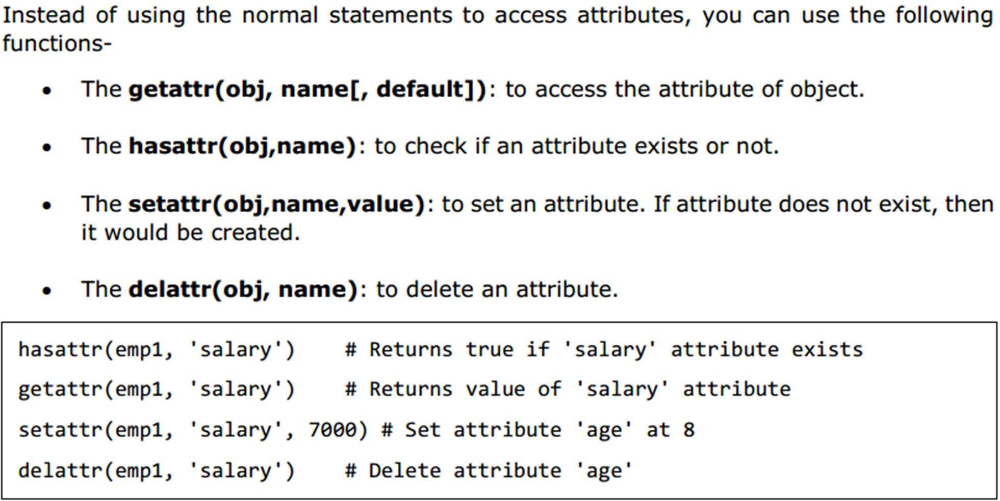 Instead of using the normal statements to access attributes, you can use the following
functions-
• The getattr(obj, name[, default]): to access the attribute of object.
• The hasattr(obj,name): to check if an attribute exists or not.
• The setattr(obj,name,value): to set an attribute. If attribute does not exist, then
it would be created.
• The delattr(obj, name): to delete an attribute.
hasattr(emp1, 'salary')    # Returns true if 'salary' attribute exists
getattr(emp1, 'salary')    # Returns value of 'salary' attribute
setattr(emp1, 'salary', 7000) # Set attribute 'age' at 8
delattr(emp1, 'salary')    # Delete attribute 'age'